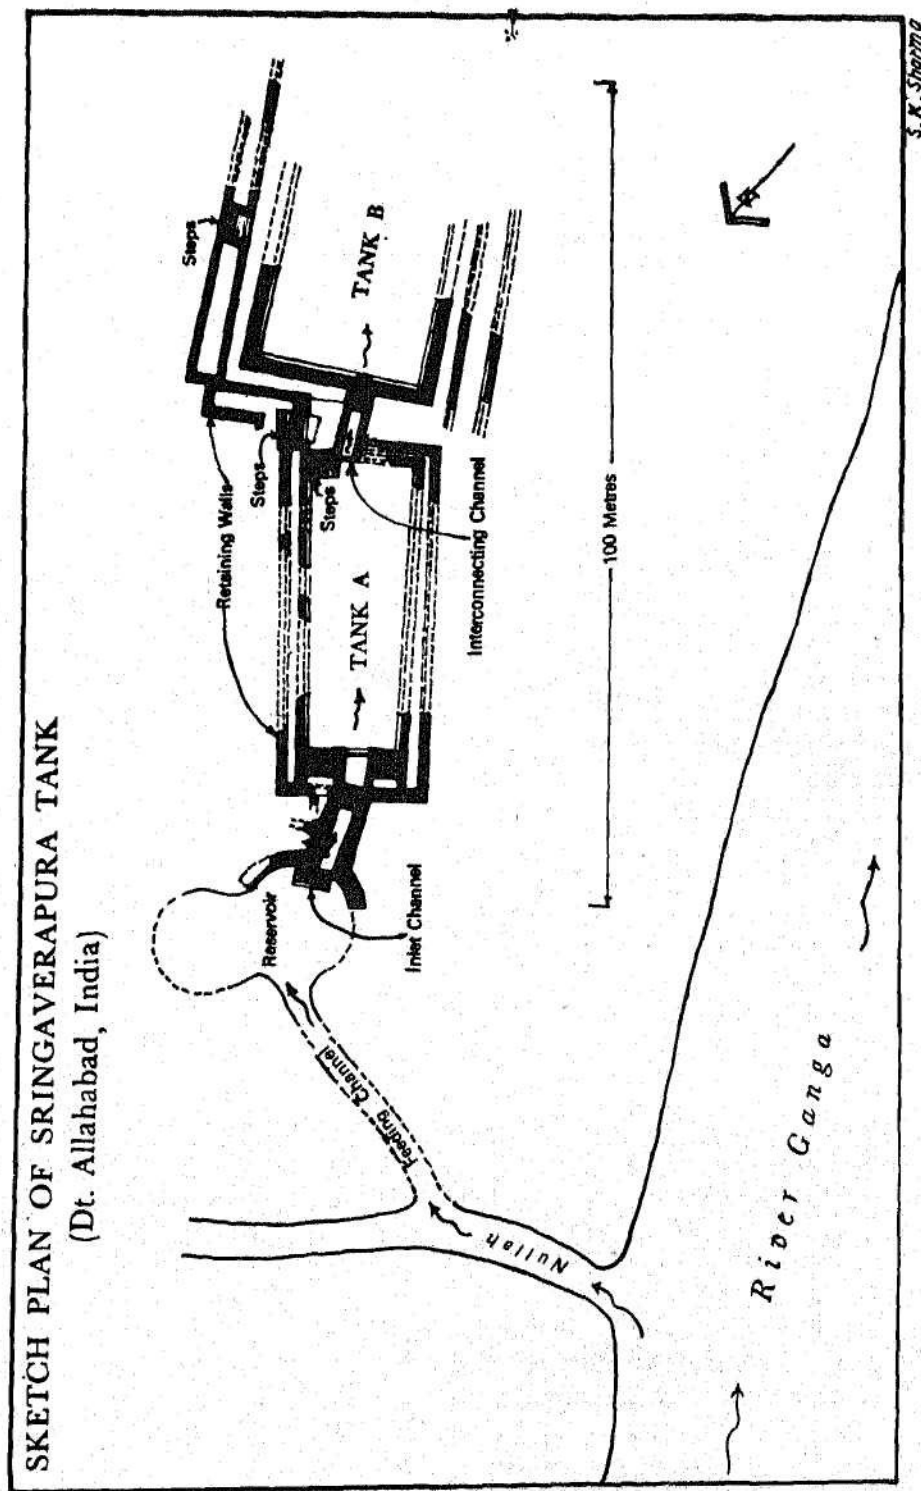 SKETCH PLAN OF SRINGAVERAPURA TANK
(Dt. Allahabad, India)
Steps
Retaining Walls
Steps
Steps
TANK B
TANK A
Reservoir
Inlet Channel
Interconnecting Channel
Feeding Channel
100 Metres
Nullah
River Ganga
S. K. Sharma